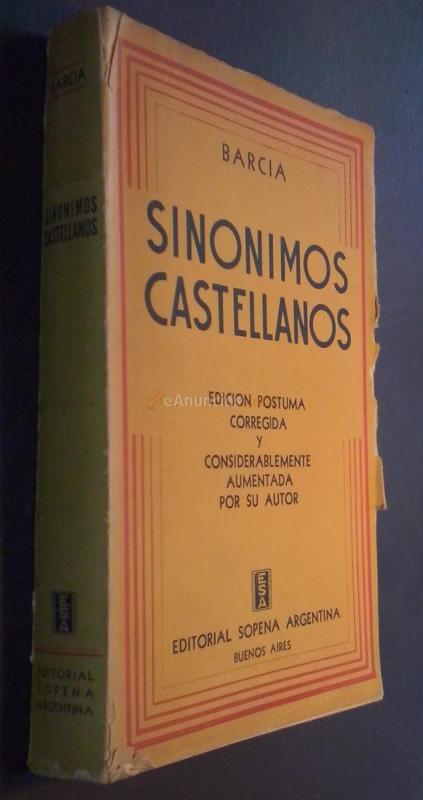 BARCIA
SINONIMOS
CASTELLANOS
ESA
EDITORIAL
SOPENA
ARGENTINA
BARCIA
SINONIMOS
CASTELLANOS
EDICION POSTUMA
CORREGIDA
Y
CONSIDERABLEMENTE
AUMENTADA
POR SU AUTOR
ESA
EDITORIAL SOPENA ARGENTINA
BUENOS AIRES